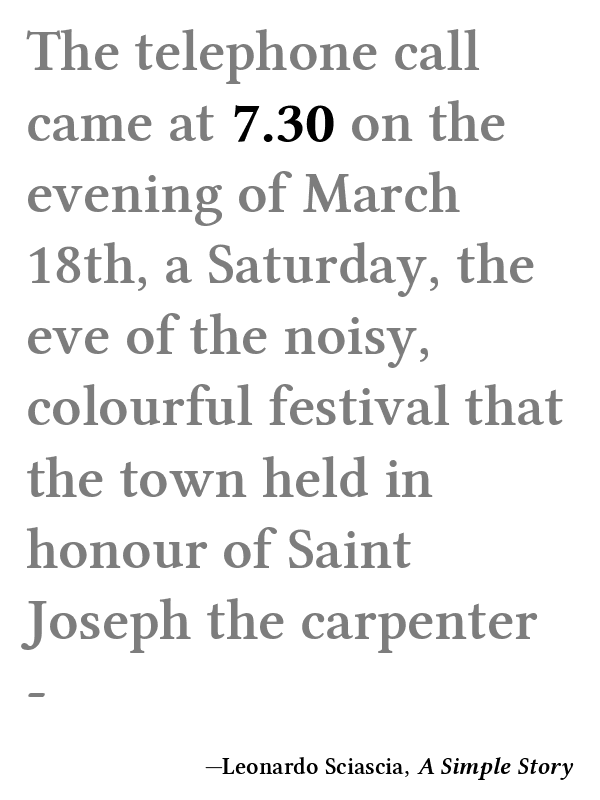 The telephone call
came at 7.30 on the
evening of March
18th, a Saturday, the
eve of the noisy,
colourful festival that
the town held in
honour of Saint
Joseph the carpenter
-
—Leonardo Sciascia, A Simple Story